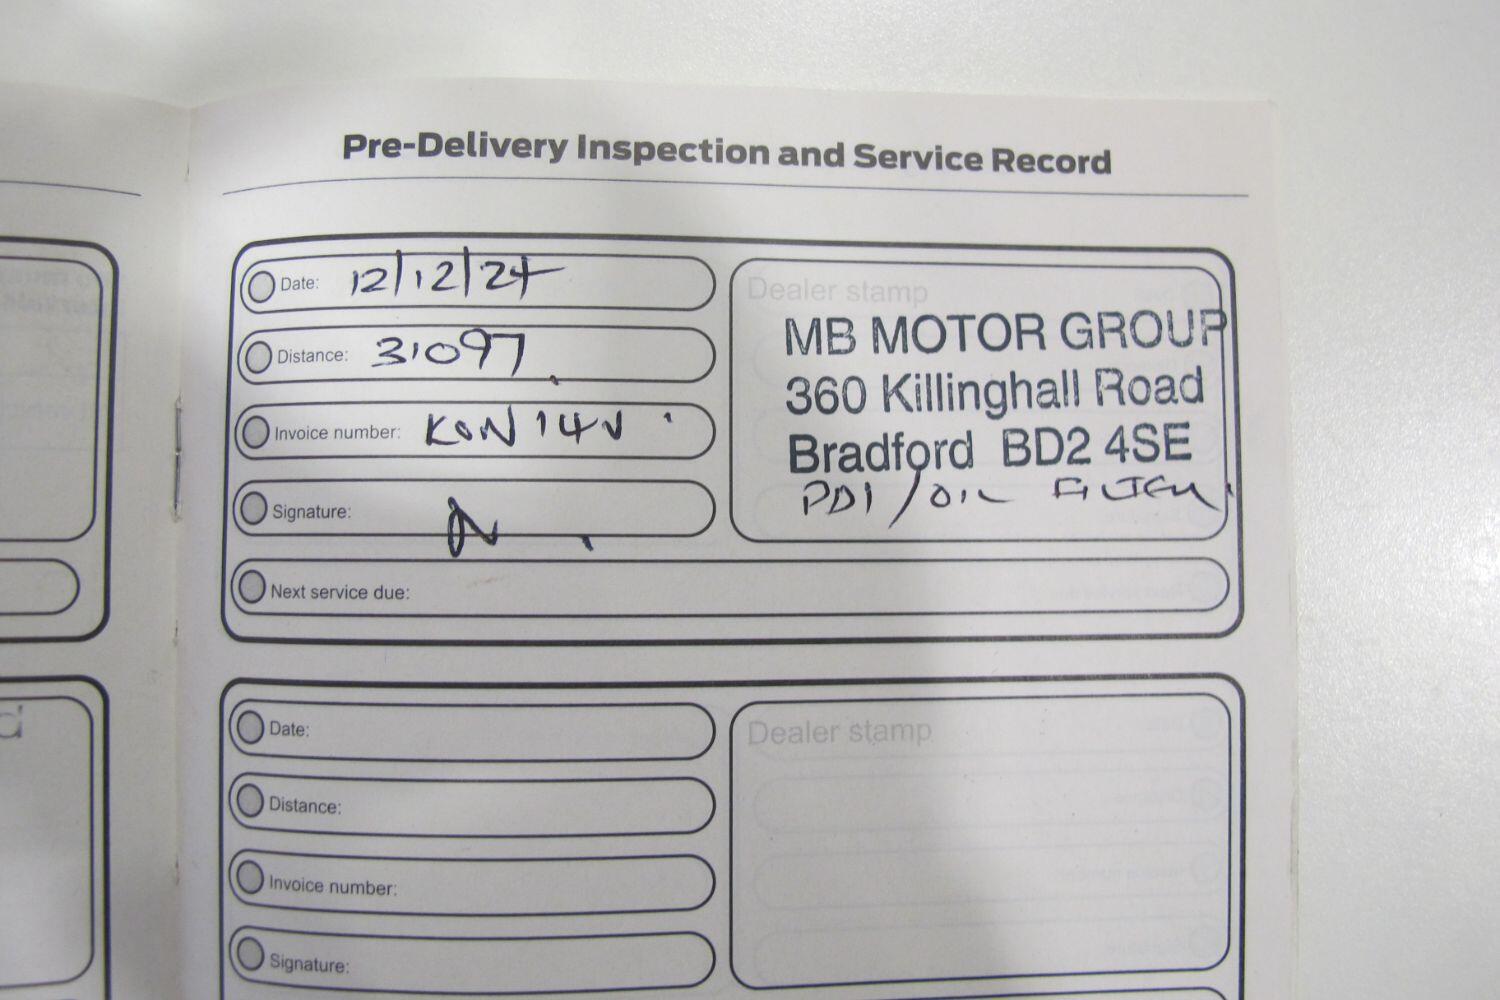 Pre-Delivery Inspection and Service Record
Date: 12/12/24
Distance: 31097
Invoice number: KON 14V
Signature:
Next service due:
Dealer stamp
MB MOTOR GROUP
360 Killinghall Road
Bradford BD2 4SE
PDI / OIL FILTER
Date:
Distance:
Invoice number:
Signature:
Dealer stamp